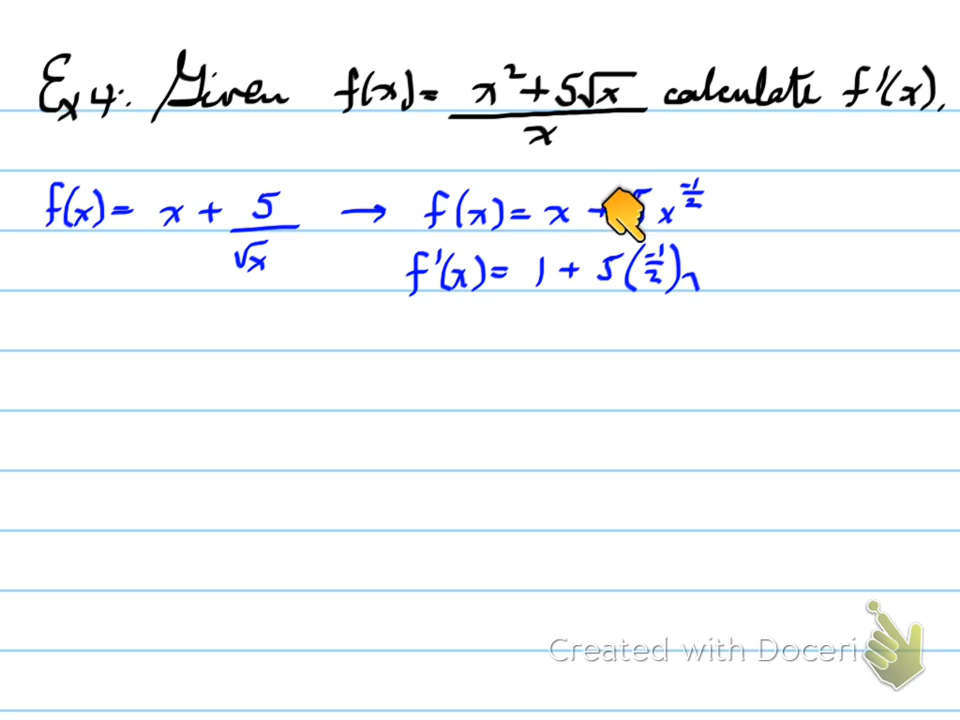 Ex 4: Given f(x) = x² + 5√x / x calculate f'(x).
f(x) = x + 5/√x → f(x) = x + 5 x^(-1/2)
f'(x) = 1 + 5(-1/2)
Created with Doceri